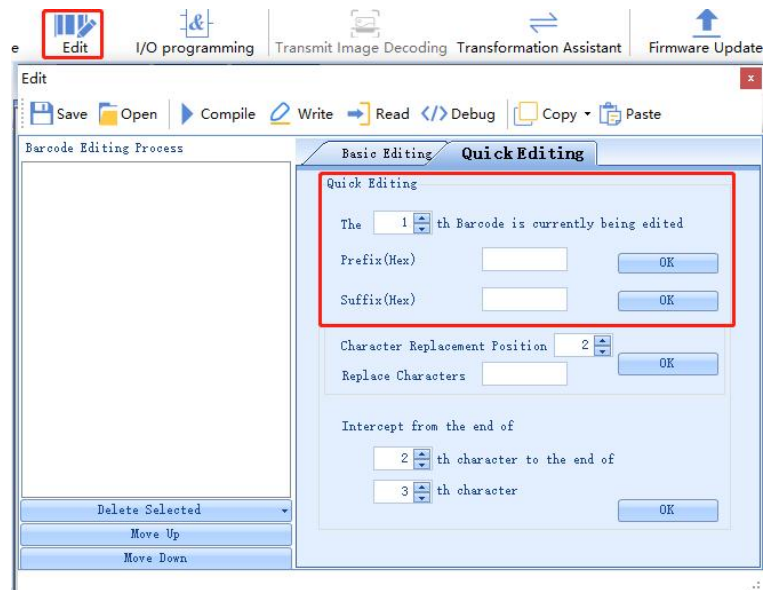 e Edit I/O programming Transmit Image Decoding Transformation Assistant Firmware Update
Edit x
Save Open Compile Write Read </> Debug Copy Paste
Barcode Editing Process
Basic Editing Quick Editing
Quick Editing
The 1 th Barcode is currently being edited
Prefix(Hex) OK
Suffix(Hex) OK
Character Replacement Position 2
Replace Characters OK
Intercept from the end of
2 th character to the end of
3 th character
OK
Delete Selected
Move Up
Move Down